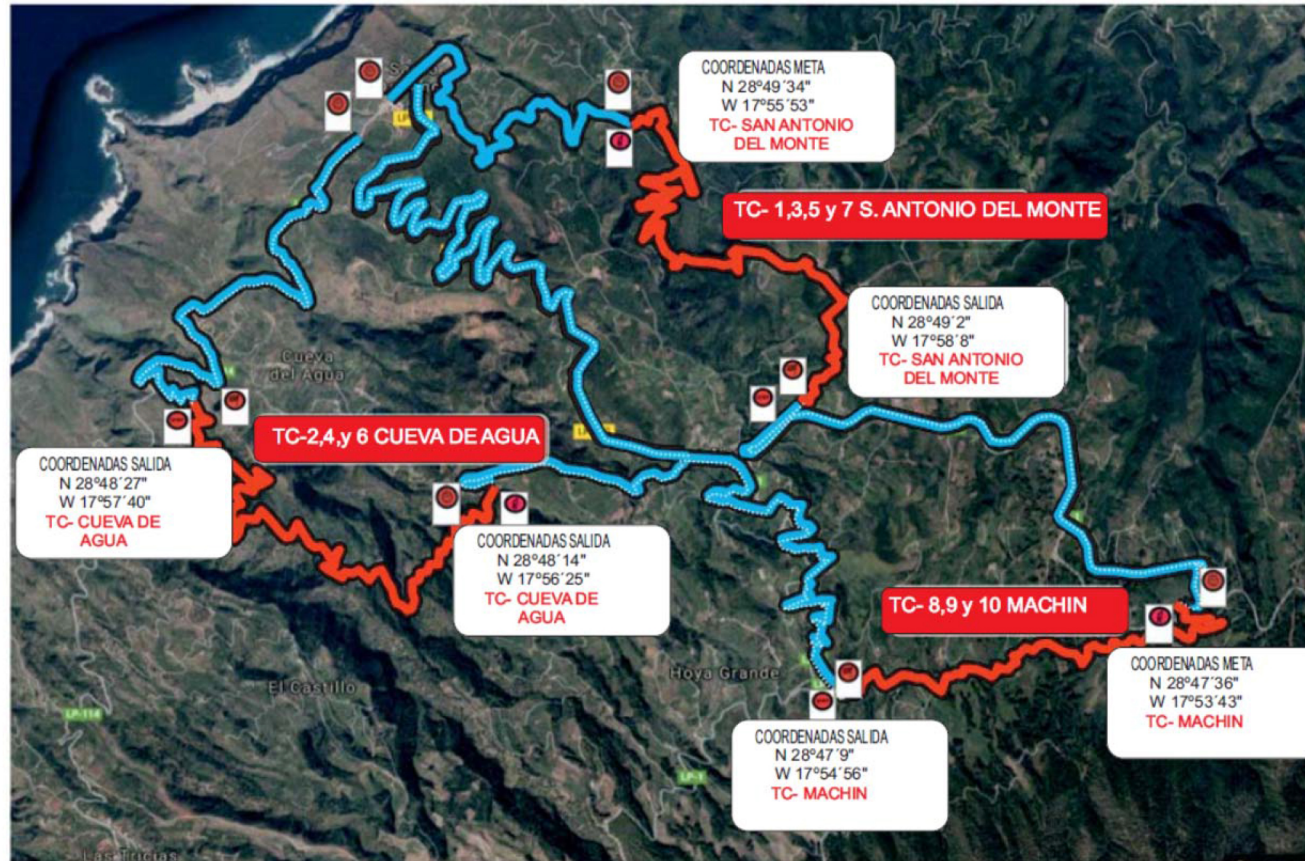 COORDENADAS META
N 28º49´34"
W 17º55´53"
TC- SAN ANTONIO
DEL MONTE
TC- 1,3,5 y 7 S. ANTONIO DEL MONTE
COORDENADAS SALIDA
N 28º49´2"
W 17º58´8"
TC- SAN ANTONIO
DEL MONTE
Cueva
del Agua
TC-2,4,y 6 CUEVA DE AGUA
COORDENADAS SALIDA
N 28º48´27"
W 17º57´40"
TC- CUEVA DE
AGUA
COORDENADAS SALIDA
N 28º48´14"
W 17º56´25"
TC- CUEVA DE
AGUA
TC- 8,9 y 10 MACHIN
COORDENADAS META
N 28º47´36"
W 17º53´43"
TC- MACHIN
Hoya Grande
El Castillo
LP-114
COORDENADAS SALIDA
N 28º47´9"
W 17º54´56"
TC- MACHIN
LP-1
Las Tricias